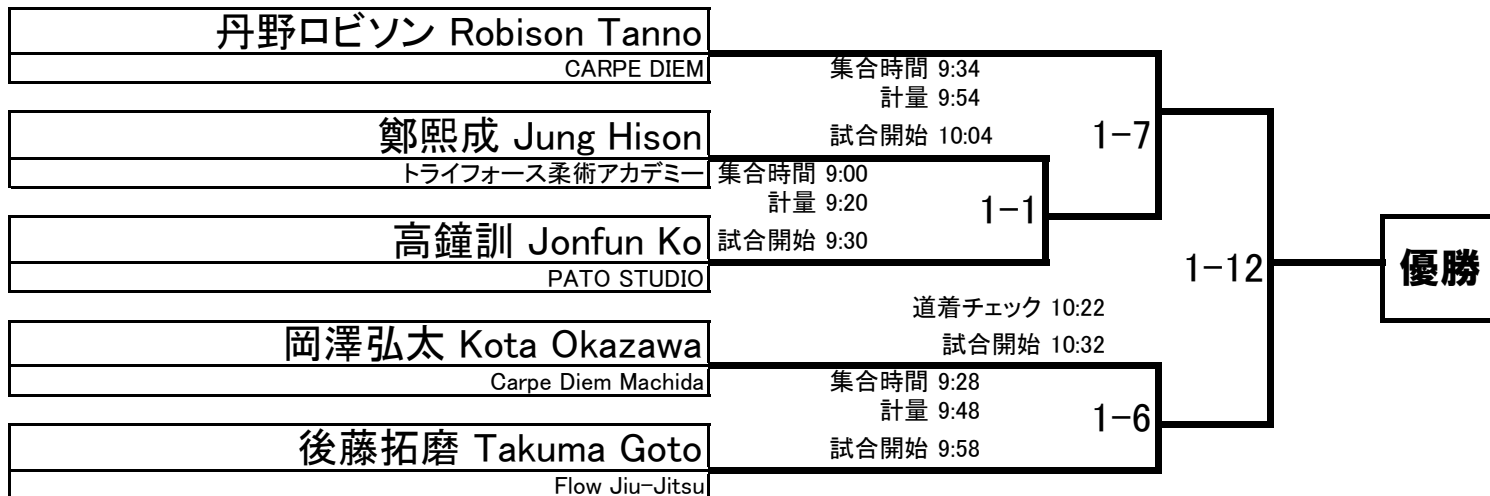 丹野ロビソン Robison Tanno
CARPE DIEM
集合時間 9:34
計量 9:54
試合開始 10:04
1-7
鄭熙成 Jung Hison
トライフォース柔術アカデミー
集合時間 9:00
計量 9:20
試合開始 9:30
1-1
高鐘訓 Jonfun Ko
PATO STUDIO
1-12
優勝
道着チェック 10:22
試合開始 10:32
岡澤弘太 Kota Okazawa
Carpe Diem Machida
集合時間 9:28
計量 9:48
試合開始 9:58
1-6
後藤拓磨 Takuma Goto
Flow Jiu-Jitsu